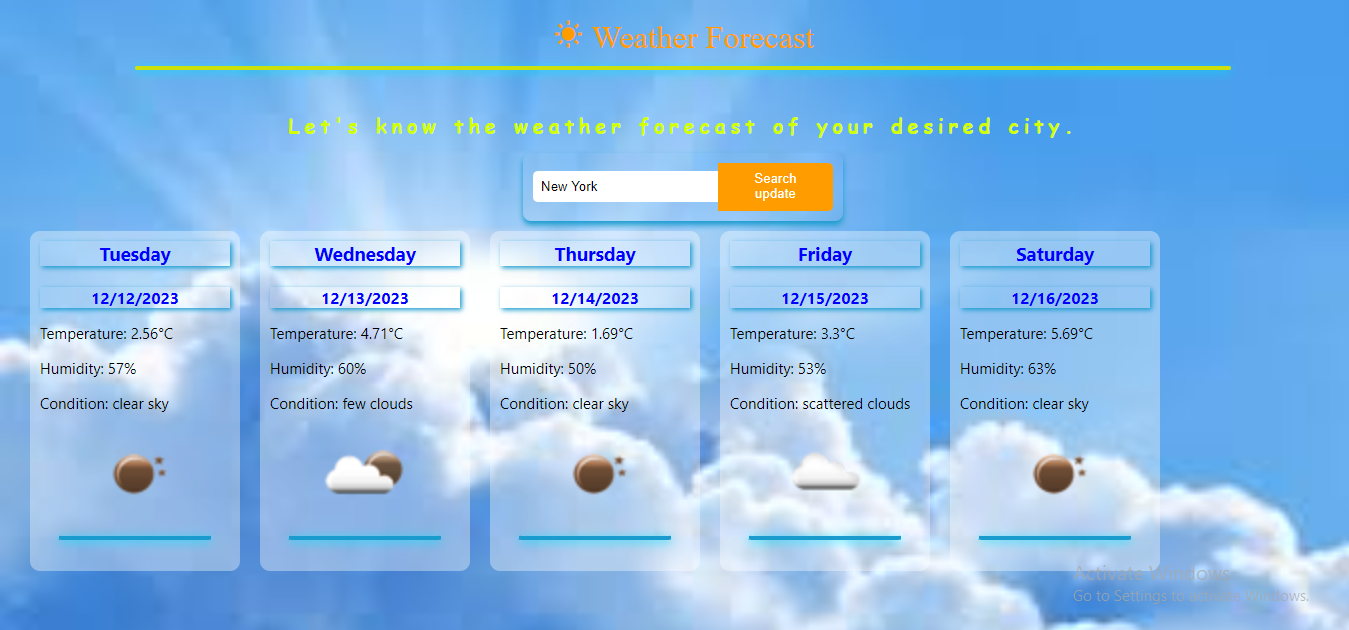 Weather Forecast
Let's know the weather forecast of your desired city.
New York
Search
update
Tuesday
12/12/2023
Temperature: 2.56°C
Humidity: 57%
Condition: clear sky
Wednesday
12/13/2023
Temperature: 4.71°C
Humidity: 60%
Condition: few clouds
Thursday
12/14/2023
Temperature: 1.69°C
Humidity: 50%
Condition: clear sky
Friday
12/15/2023
Temperature: 3.3°C
Humidity: 53%
Condition: scattered clouds
Saturday
12/16/2023
Temperature: 5.69°C
Humidity: 63%
Condition: clear sky
Activate Windows
Go to Settings to activate Windows.